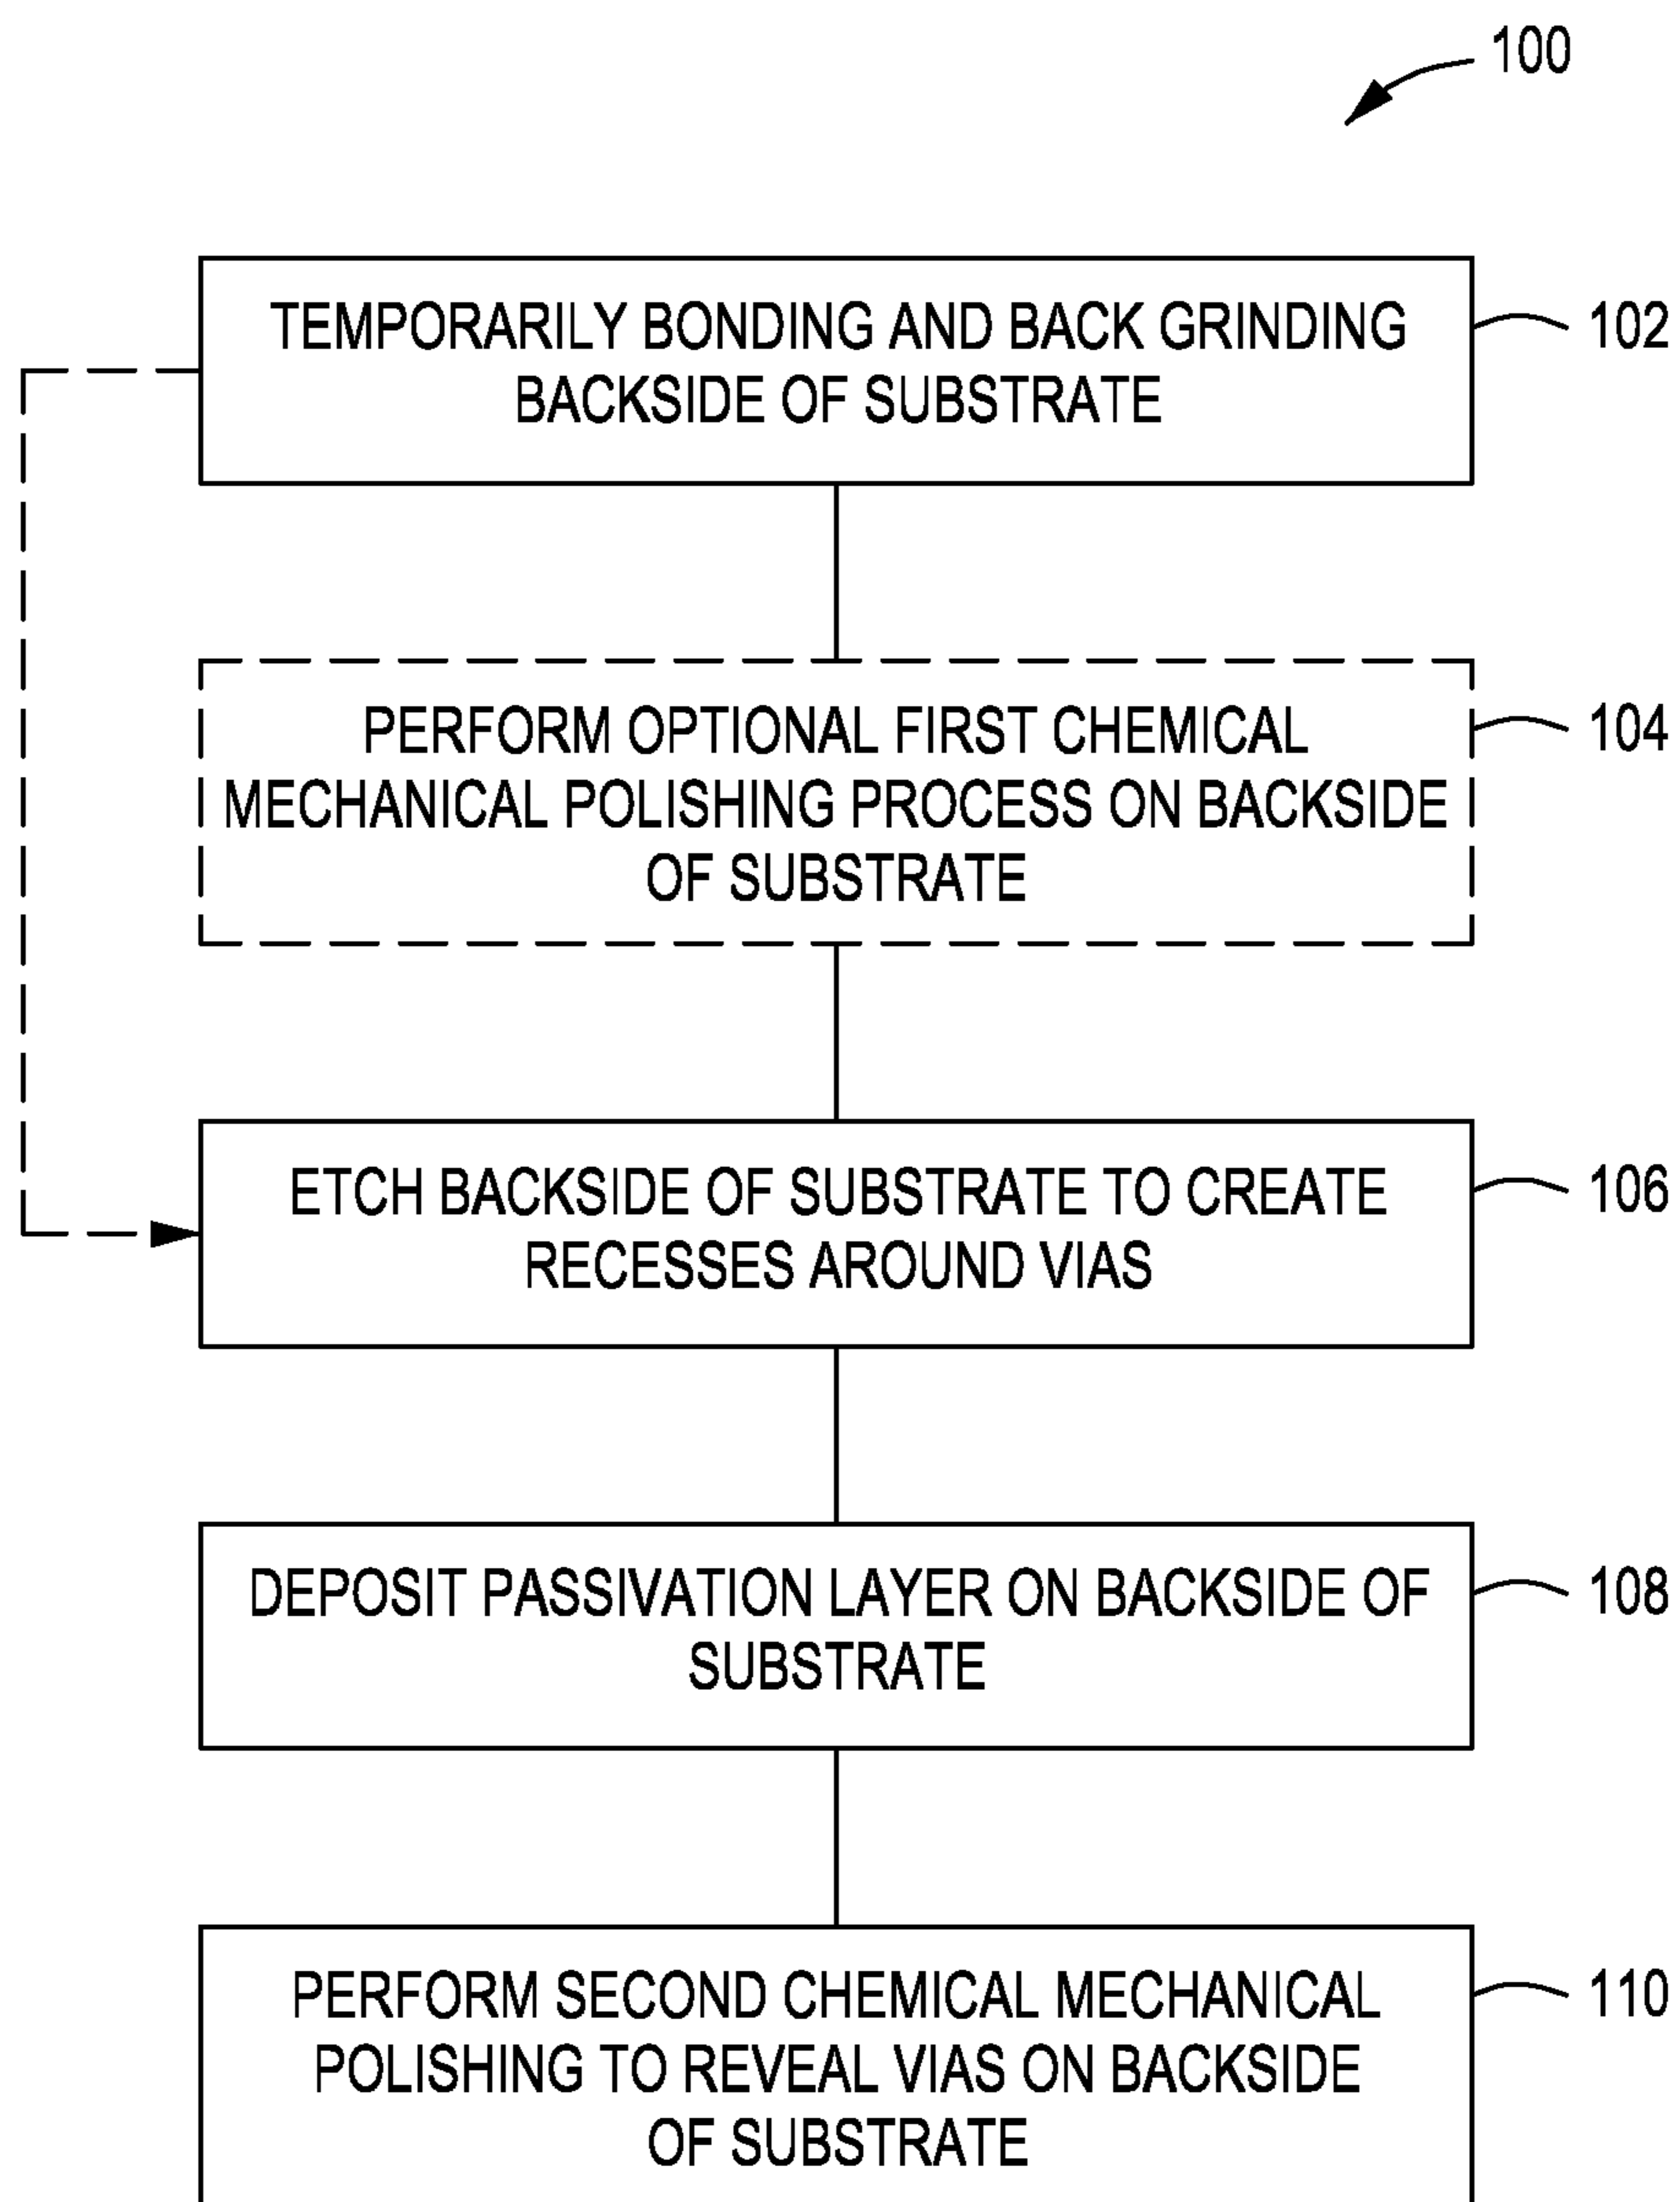 100
TEMPORARILY BONDING AND BACK GRINDING
BACKSIDE OF SUBSTRATE
102
PERFORM OPTIONAL FIRST CHEMICAL
MECHANICAL POLISHING PROCESS ON BACKSIDE
OF SUBSTRATE
104
ETCH BACKSIDE OF SUBSTRATE TO CREATE
RECESSES AROUND VIAS
106
DEPOSIT PASSIVATION LAYER ON BACKSIDE OF
SUBSTRATE
108
PERFORM SECOND CHEMICAL MECHANICAL
POLISHING TO REVEAL VIAS ON BACKSIDE
OF SUBSTRATE
110